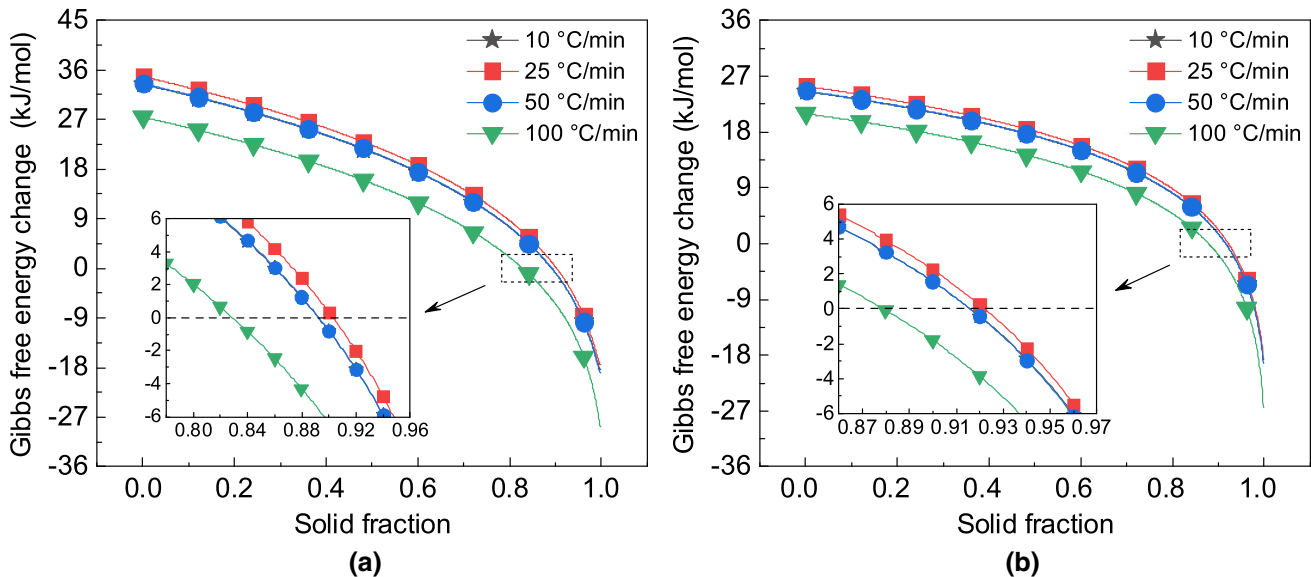 Gibbs free energy change (kJ/mol)
45
36
27
18
9
0
-9
-18
-27
-36
10 °C/min
25 °C/min
50 °C/min
100 °C/min
6
4
2
0
-2
-4
-6
0.80 0.84 0.88 0.92 0.96
0.0 0.2 0.4 0.6 0.8 1.0
Solid fraction
(a)
Gibbs free energy change (kJ/mol)
36
27
18
9
0
-9
-18
-27
-36
10 °C/min
25 °C/min
50 °C/min
100 °C/min
6
4
2
0
-2
-4
-6
0.87 0.89 0.91 0.93 0.95 0.97
0.0 0.2 0.4 0.6 0.8 1.0
Solid fraction
(b)